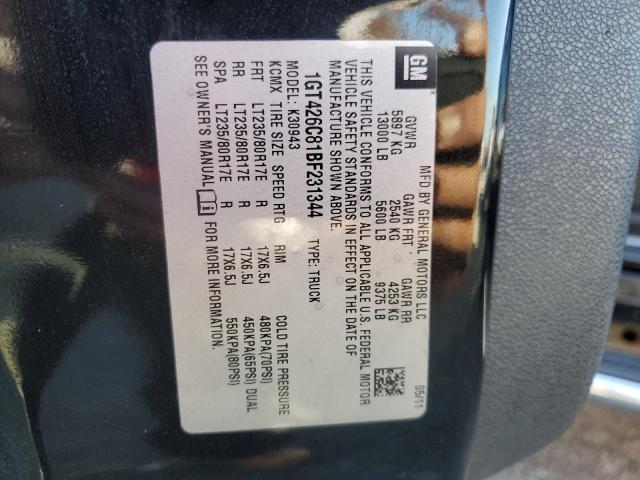 GM
MFD BY GENERAL MOTORS LLC
05/11
GVWR GAWR FRT. GAWR RR
5897 KG 2540 KG 4253 KG
13000 LB 5600 LB 9375 LB
THIS VEHICLE CONFORMS TO ALL APPLICABLE U.S. FEDERAL MOTOR
VEHICLE SAFETY STANDARDS IN EFFECT ON THE DATE OF
MANUFACTURE SHOWN ABOVE.
1GT426C81BF231344 TYPE: TRUCK
MODEL: K30943
KCMX TIRE SIZE SPEED RTG RIM COLD TIRE PRESSURE
FRT LT235/80R17E R 17X6.5J 480KPA(70PSI)
RR LT235/80R17E R 17X6.5J 450KPA(65PSI) DUAL
SPA LT235/80R17E R 17X6.5J 550KPA(80PSI)
SEE OWNER'S MANUAL FOR MORE INFORMATION.